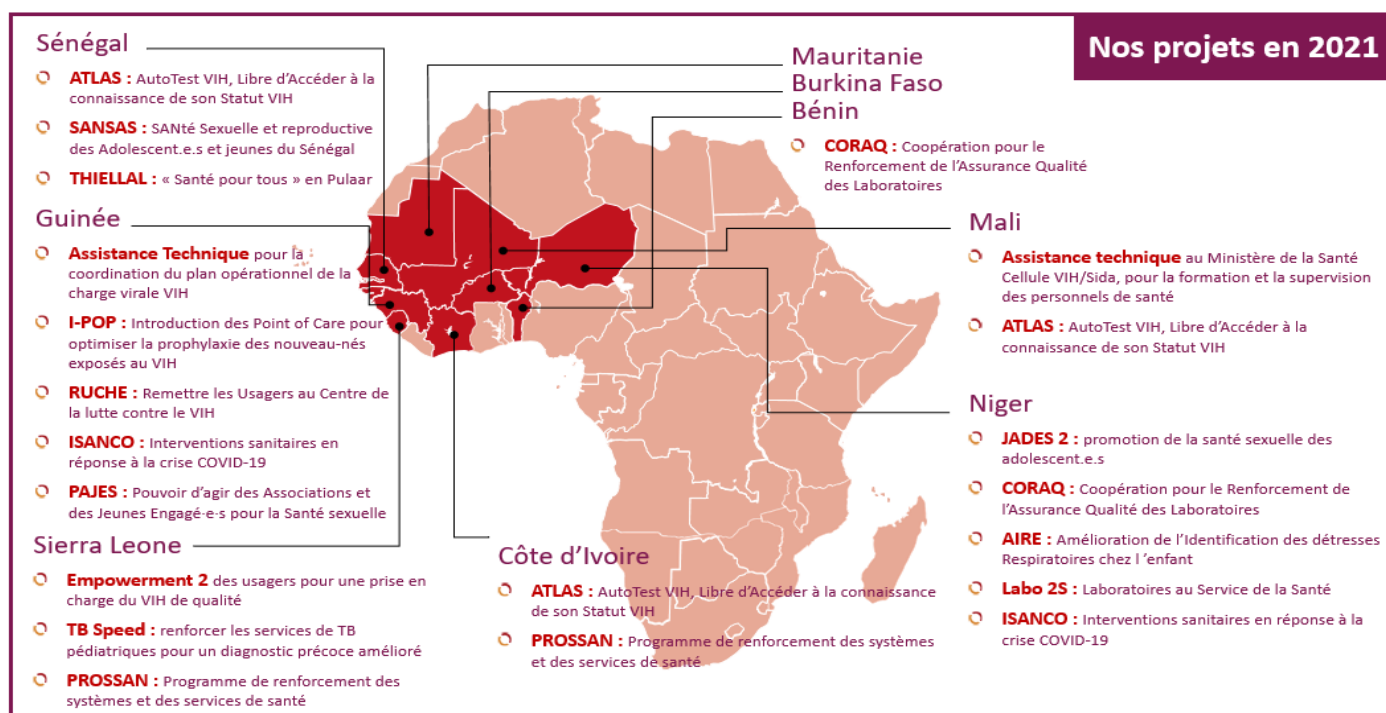 Nos projets en 2021
Sénégal
ATLAS : AutoTest VIH, Libre d'Accéder à la
connaissance de son Statut VIH
SANSAS : SANté Sexuelle et reproductive
des Adolescent.e.s et jeunes du Sénégal
THIELLAL : « Santé pour tous » en Pulaar
Guinée
Assistance Technique pour la
coordination du plan opérationnel de la
charge virale VIH
I-POP : Introduction des Point of Care pour
optimiser la prophylaxie des nouveau-nés
exposés au VIH
RUCHE : Remettre les Usagers au Centre de
la lutte contre le VIH
ISANCO : Interventions sanitaires en
réponse à la crise COVID-19
PAJES : Pouvoir d'agir des Associations et
des Jeunes Engagé·e·s pour la Santé sexuelle
Sierra Leone
Empowerment 2 des usagers pour une prise en
charge du VIH de qualité
TB Speed : renforcer les services de TB
pédiatriques pour un diagnostic précoce amélioré
PROSSAN : Programme de renforcement des
systèmes et des services de santé
Côte d'Ivoire
ATLAS : AutoTest VIH, Libre d'Accéder à la connaissance
de son Statut VIH
PROSSAN : Programme de renforcement des systèmes
et des services de santé
Mauritanie
Burkina Faso
Bénin
CORAQ : Coopération pour le
Renforcement de l'Assurance Qualité
des Laboratoires
Mali
Assistance technique au Ministère de la Santé
Cellule VIH/Sida, pour la formation et la supervision
des personnels de santé
ATLAS : AutoTest VIH, Libre d'Accéder à la
connaissance de son Statut VIH
Niger
JADES 2 : promotion de la santé sexuelle des
adolescent.e.s
CORAQ : Coopération pour le Renforcement de
l'Assurance Qualité des Laboratoires
AIRE : Amélioration de l'Identification des détresses
Respiratoires chez l 'enfant
Labo 2S : Laboratoires au Service de la Santé
ISANCO : Interventions sanitaires en réponse à la
crise COVID-19